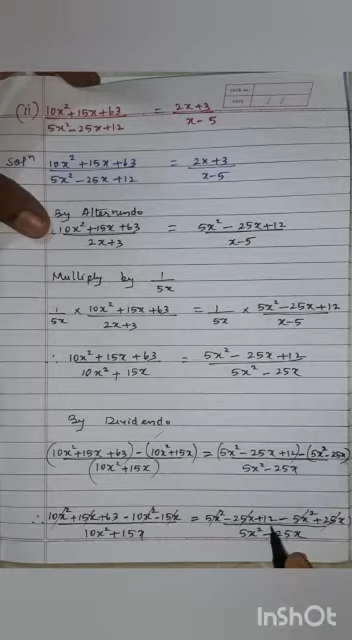 DATE / /
(ii) (10x²+15x+63)/(5x²-25x+12) = (2x+3)/(x-5)
Solⁿ (10x²+15x+63)/(5x²-25x+12) = (2x+3)/(x-5)
By Alternendo
(10x²+15x+63)/(2x+3) = (5x²-25x+12)/(x-5)
Multiply by 1/5x
1/5x × (10x²+15x+63)/(2x+3) = 1/5x × (5x²-25x+12)/(x-5)
∴ (10x²+15x+63)/(10x²+15x) = (5x²-25x+12)/(5x²-25x)
By Dividendo
((10x²+15x+63)-(10x²+15x))/(10x²+15x) = ((5x²-25x+12)-(5x²-25x))/(5x²-25x)
∴ (10x²+15x+63-10x²-15x)/(10x²+15x) = (5x²-25x+12-5x²+25x)/(5x²-25x)
InShOt